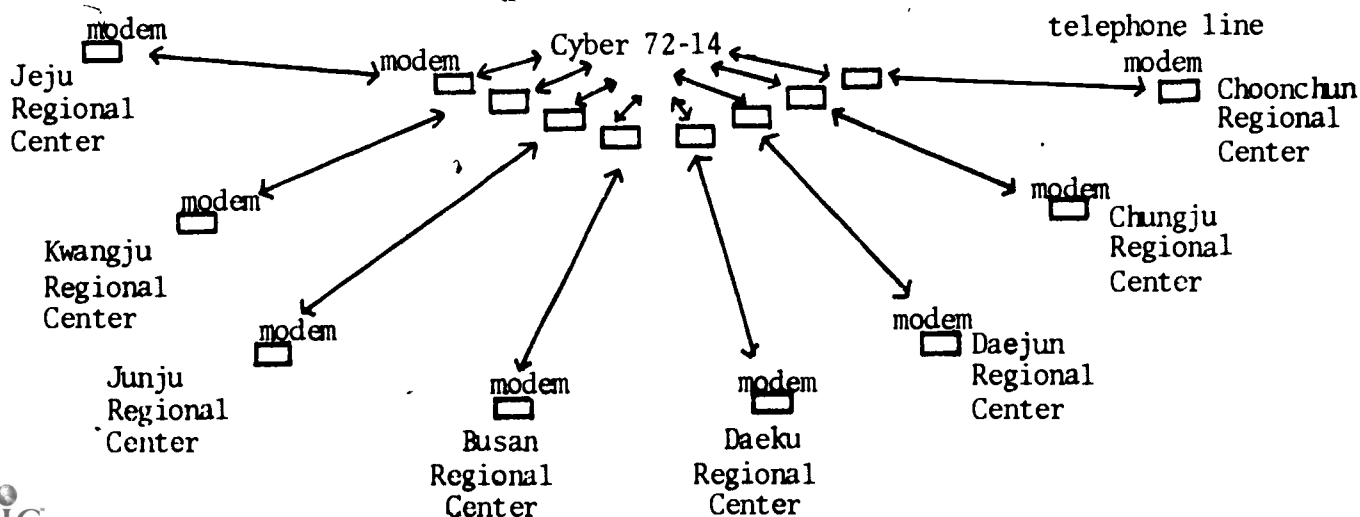 modem
Jeju
Regional
Center
modem
Cyber 72-14
telephone line
modem
Choonchun
Regional
Center
modem
Kwangju
Regional
Center
modem
Chungju
Regional
Center
modem
Junju
Regional
Center
modem
Daejun
Regional
Center
modem
Busan
Regional
Center
modem
Daeku
Regional
Center